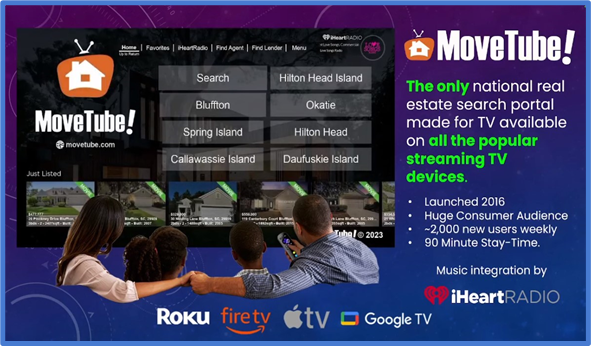 iHeartRADIO
Home | Favorites | iHeartRadio | Find Agent | Find Lender | Menu
MoveTube!
movetube.com
Search
Hilton Head Island
Bluffton
Okatie
Spring Island
Hilton Head
Callawassie Island
Daufuskie Island
Just Listed
© 2023
MoveTube!
The only national real
estate search portal
made for TV available
on all the popular
streaming TV
devices.
• Launched 2016
• Huge Consumer Audience
• ~2,000 new users weekly
• 90 Minute Stay-Time.
Music integration by
iHeartRADIO
Roku
fire tv
tv
Google TV